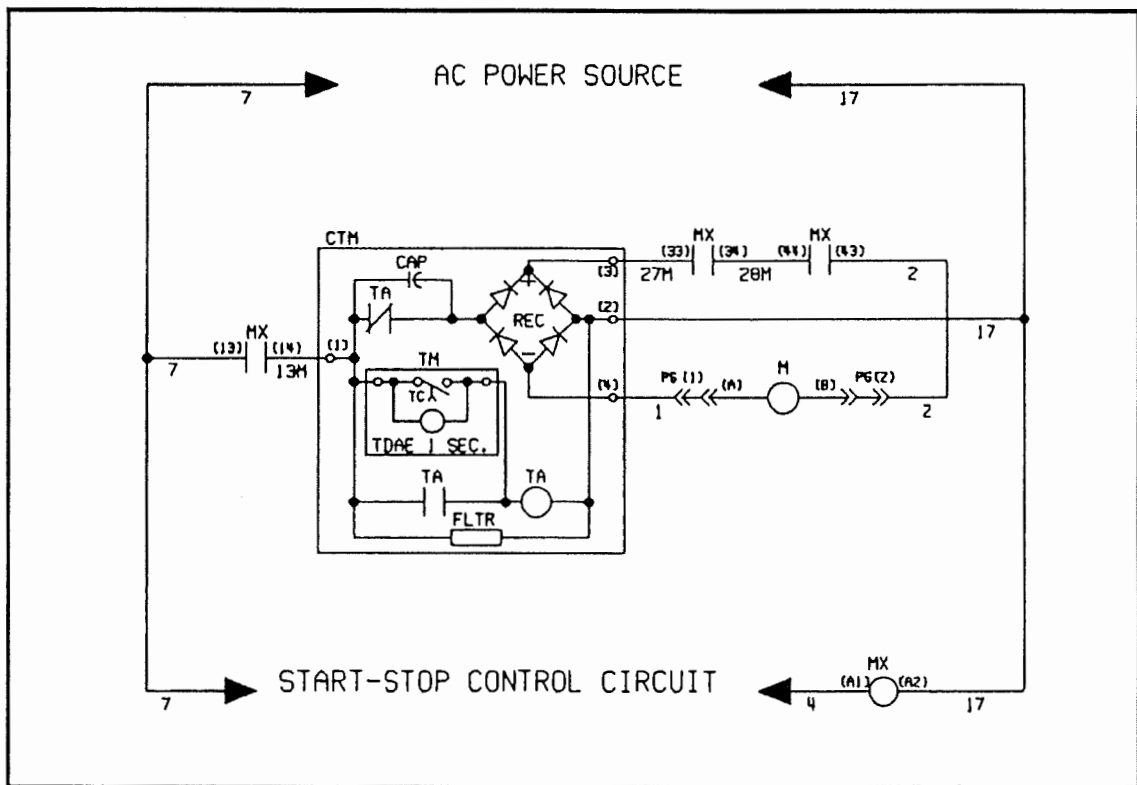 AC POWER SOURCE
7
17
CTM
MX
MX
(33)
(34)
(44)
(43)
(3)
27M
28M
2
CAP
TA
+
REC
-
(2)
17
MX
(13)
(14)
(1)
7
13M
TM
TC
TDAE 1 SEC.
(4)
PG(1)
(A)
M
(B)
PG(2)
1
2
TA
TA
FLTR
START-STOP CONTROL CIRCUIT
MX
(A1)
(A2)
7
4
17